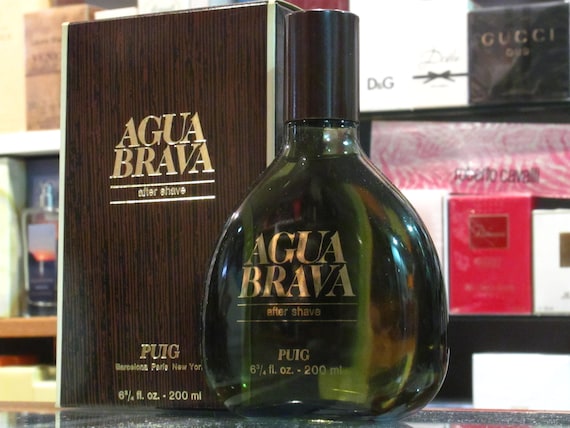 AGUA
BRAVA
after shave
PUIG
Barcelona Paris New York
6¾ fl. oz. - 200 ml
AGUA
BRAVA
after shave
PUIG
6¾ fl. oz. - 200 ml
D&G
GUCCI
roberto cavalli